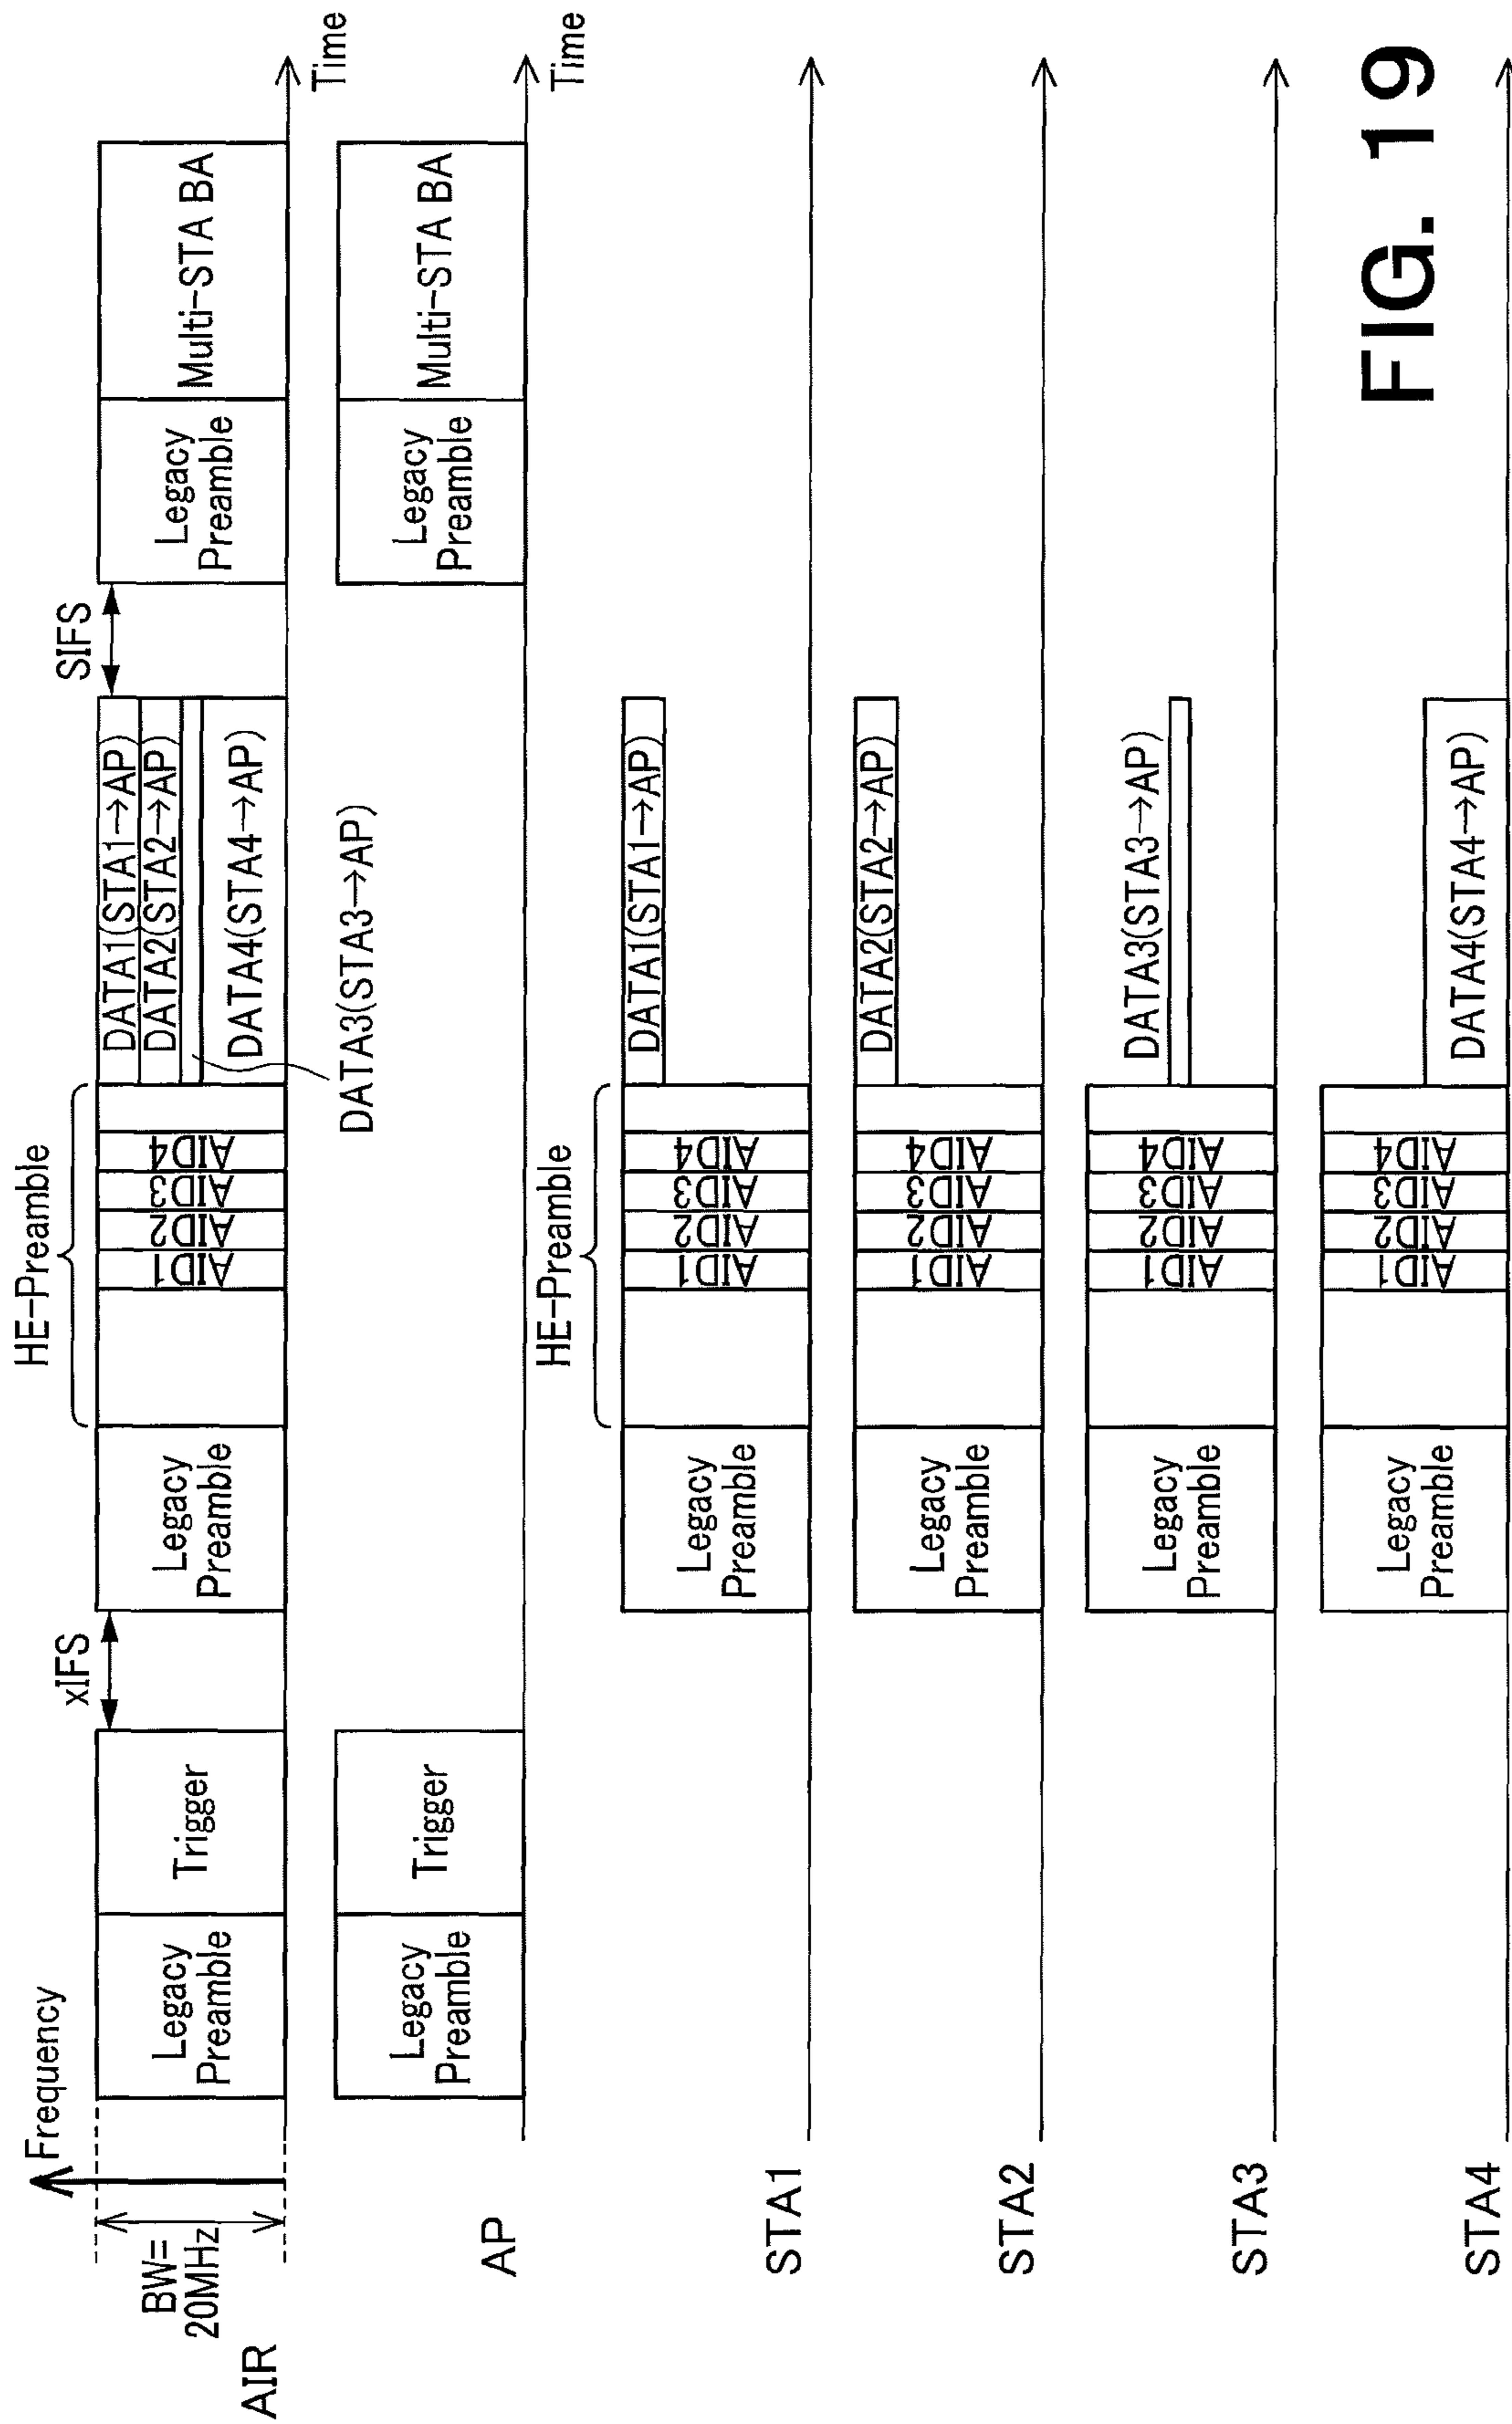 Frequency
BW=
20MHz
AIR
Legacy
Preamble
Trigger
xIFS
Legacy
Preamble
HE-Preamble
AID1
AID2
AID3
AID4
DATA1(STA1→AP)
DATA2(STA2→AP)
DATA4(STA4→AP)
DATA3(STA3→AP)
SIFS
Legacy
Preamble
Multi-STA BA
Time
AP
Legacy
Preamble
Trigger
Legacy
Preamble
Multi-STA BA
Time
STA1
Legacy
Preamble
HE-Preamble
AID1
AID2
AID3
AID4
DATA1(STA1→AP)
STA2
Legacy
Preamble
AID1
AID2
AID3
AID4
DATA2(STA2→AP)
STA3
Legacy
Preamble
AID1
AID2
AID3
AID4
DATA3(STA3→AP)
STA4
Legacy
Preamble
AID1
AID2
AID3
AID4
DATA4(STA4→AP)
FIG. 19